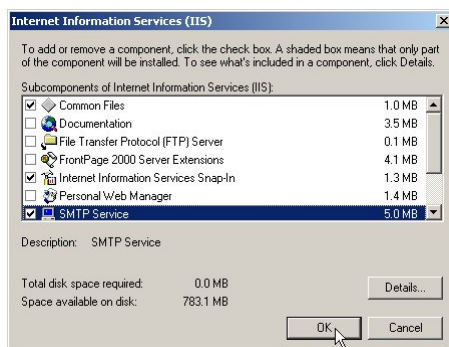 Internet Information Services (IIS)
To add or remove a component, click the check box. A shaded box means that only part
of the component will be installed. To see what's included in a component, click Details.
Subcomponents of Internet Information Services (IIS):
Common Files 1.0 MB
Documentation 3.5 MB
File Transfer Protocol (FTP) Server 0.1 MB
FrontPage 2000 Server Extensions 4.1 MB
Internet Information Services Snap-In 1.3 MB
Personal Web Manager 1.4 MB
SMTP Service 5.0 MB
Description: SMTP Service
Total disk space required: 0.0 MB
Space available on disk: 783.1 MB
Details...
OK Cancel